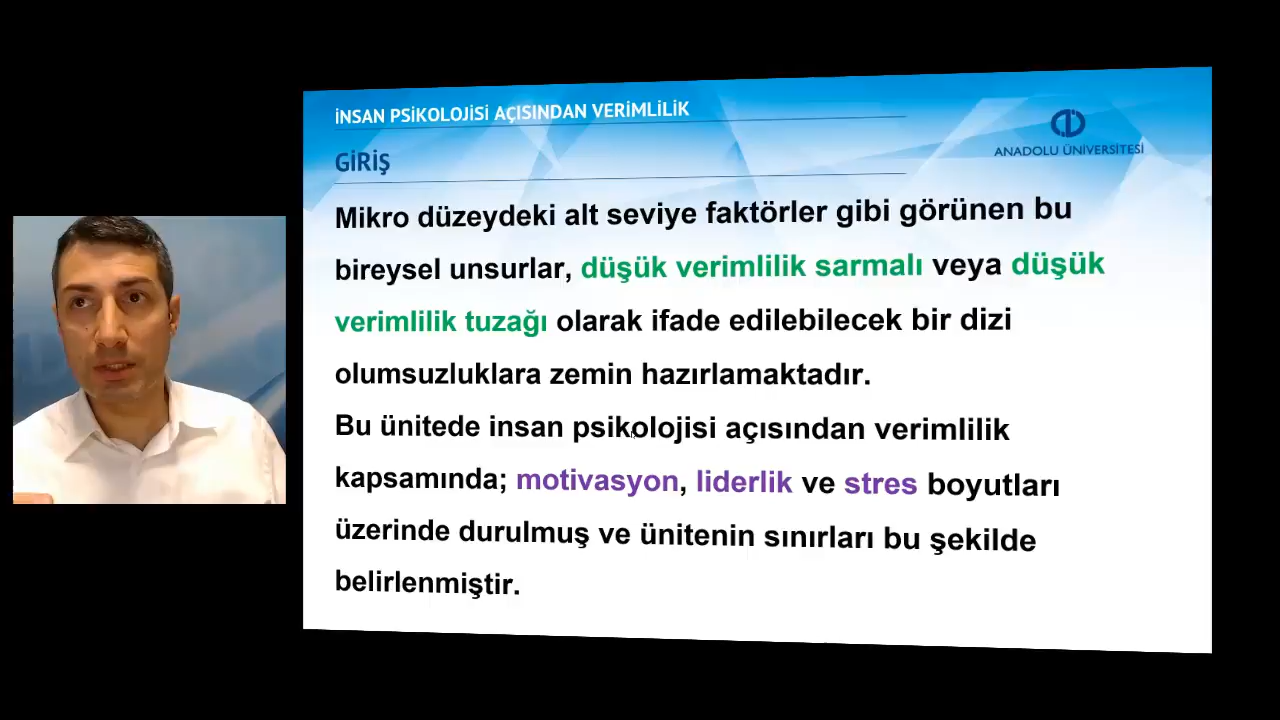 İNSAN PSİKOLOJİSİ AÇISINDAN VERİMLİLİK
ANADOLU ÜNİVERSİTESİ
GİRİŞ
Mikro düzeydeki alt seviye faktörler gibi görünen bu
bireysel unsurlar, düşük verimlilik sarmalı veya düşük
verimlilik tuzağı olarak ifade edilebilecek bir dizi
olumsuzluklara zemin hazırlamaktadır.
Bu ünitede insan psikolojisi açısından verimlilik
kapsamında; motivasyon, liderlik ve stres boyutları
üzerinde durulmuş ve ünitenin sınırları bu şekilde
belirlenmiştir.